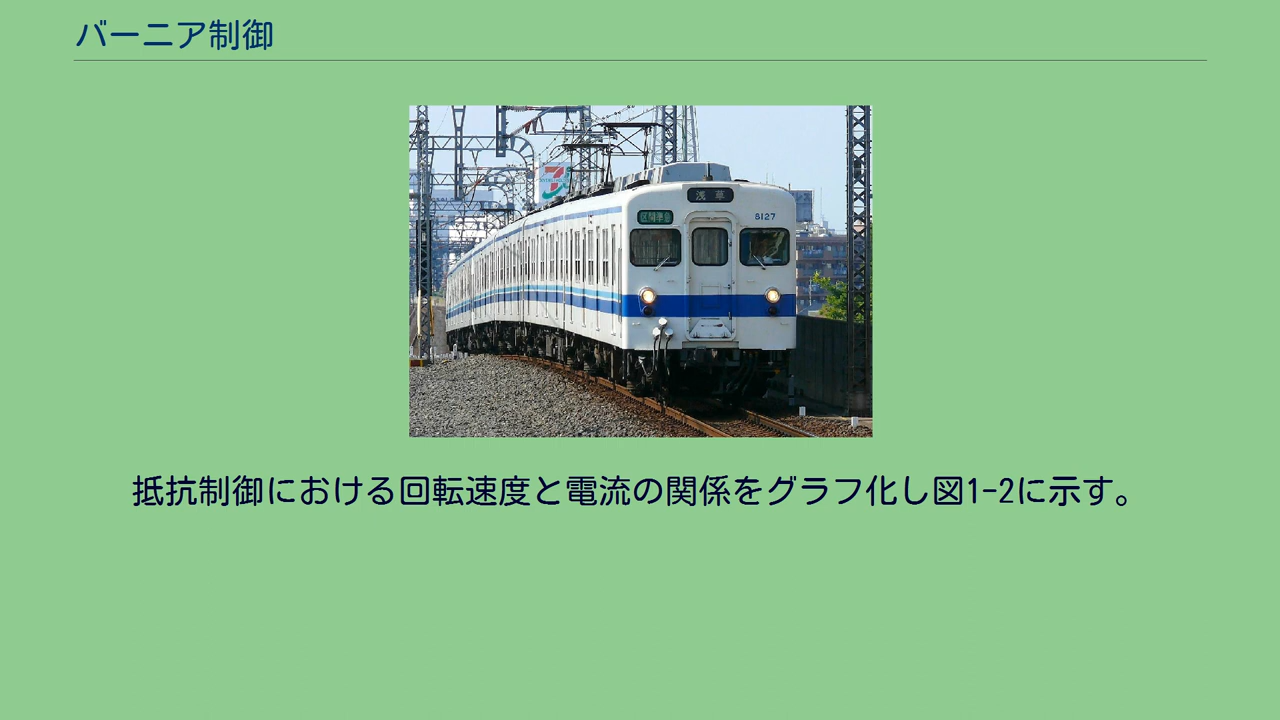 バーニア制御
浅草
区間準急
8127
7
抵抗制御における回転速度と電流の関係をグラフ化し図1-2に示す。